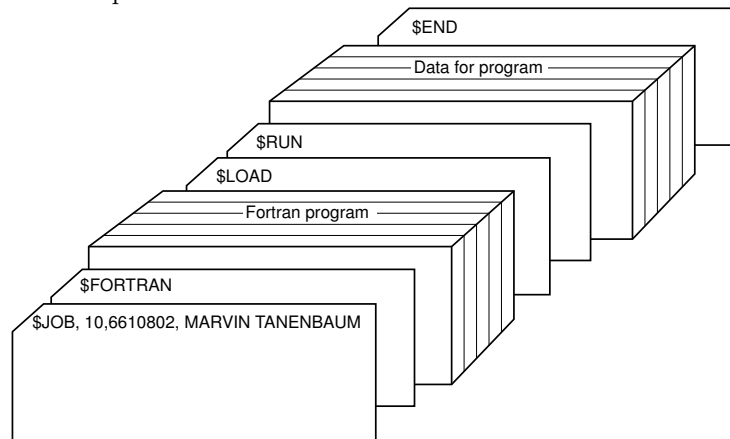 $END
Data for program
$RUN
$LOAD
Fortran program
$FORTRAN
$JOB, 10,6610802, MARVIN TANENBAUM